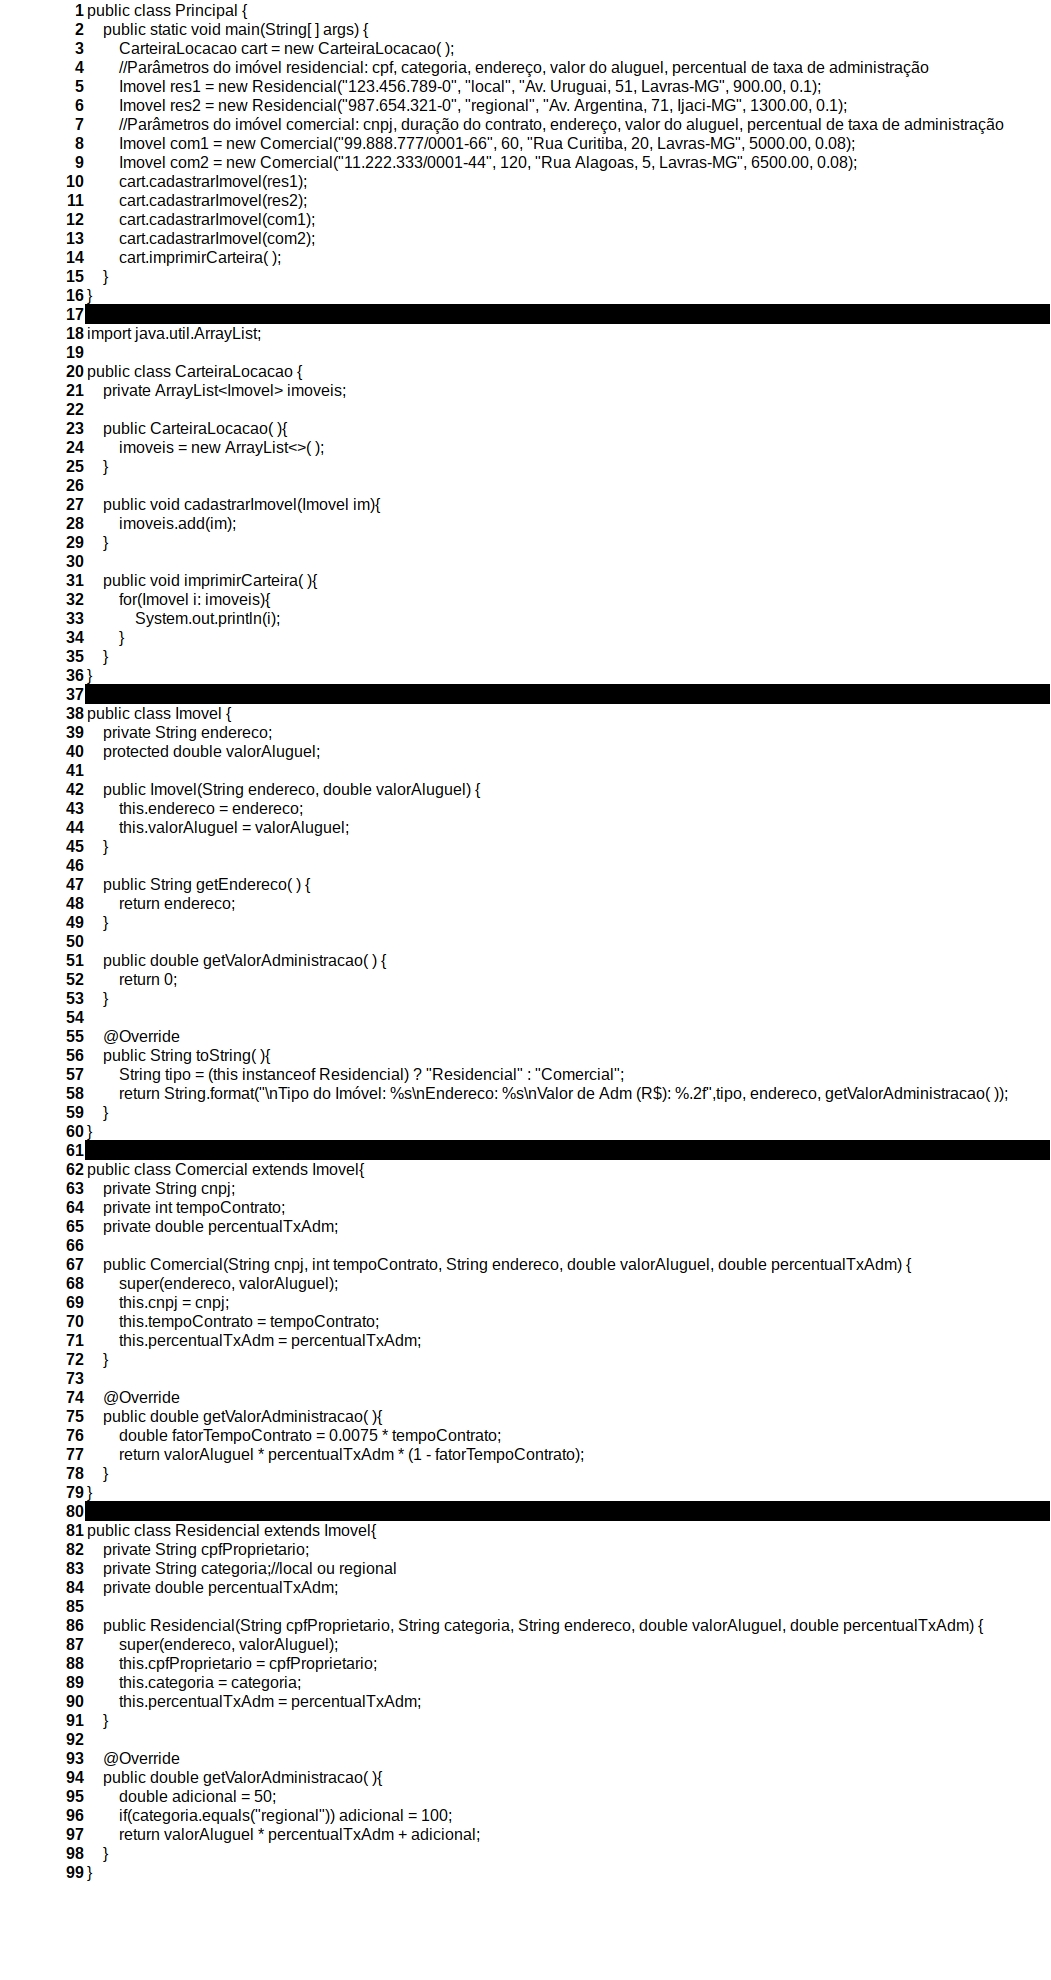 1 public class Principal {
2 public static void main(String[ ] args) {
3 CarteiraLocacao cart = new CarteiraLocacao( );
4 //Parâmetros do imóvel residencial: cpf, categoria, endereço, valor do aluguel, percentual de taxa de administração
5 Imovel res1 = new Residencial("123.456.789-0", "local", "Av. Uruguai, 51, Lavras-MG", 900.00, 0.1);
6 Imovel res2 = new Residencial("987.654.321-0", "regional", "Av. Argentina, 71, Ijaci-MG", 1300.00, 0.1);
7 //Parâmetros do imóvel comercial: cnpj, duração do contrato, endereço, valor do aluguel, percentual de taxa de administração
8 Imovel com1 = new Comercial("99.888.777/0001-66", 60, "Rua Curitiba, 20, Lavras-MG", 5000.00, 0.08);
9 Imovel com2 = new Comercial("11.222.333/0001-44", 120, "Rua Alagoas, 5, Lavras-MG", 6500.00, 0.08);
10 cart.cadastrarImovel(res1);
11 cart.cadastrarImovel(res2);
12 cart.cadastrarImovel(com1);
13 cart.cadastrarImovel(com2);
14 cart.imprimirCarteira( );
15 }
16 }
17
18 import java.util.ArrayList;
19
20 public class CarteiraLocacao {
21 private ArrayList<Imovel> imoveis;
22
23 public CarteiraLocacao( ){
24 imoveis = new ArrayList<>( );
25 }
26
27 public void cadastrarImovel(Imovel im){
28 imoveis.add(im);
29 }
30
31 public void imprimirCarteira( ){
32 for(Imovel i: imoveis){
33 System.out.println(i);
34 }
35 }
36 }
37
38 public class Imovel {
39 private String endereco;
40 protected double valorAluguel;
41
42 public Imovel(String endereco, double valorAluguel) {
43 this.endereco = endereco;
44 this.valorAluguel = valorAluguel;
45 }
46
47 public String getEndereco( ) {
48 return endereco;
49 }
50
51 public double getValorAdministracao( ) {
52 return 0;
53 }
54
55 @Override
56 public String toString( ){
57 String tipo = (this instanceof Residencial) ? "Residencial" : "Comercial";
58 return String.format("\nTipo do Imóvel: %s\nEndereco: %s\nValor de Adm (R$): %.2f",tipo, endereco, getValorAdministracao( ));
59 }
60 }
61
62 public class Comercial extends Imovel{
63 private String cnpj;
64 private int tempoContrato;
65 private double percentualTxAdm;
66
67 public Comercial(String cnpj, int tempoContrato, String endereco, double valorAluguel, double percentualTxAdm) {
68 super(endereco, valorAluguel);
69 this.cnpj = cnpj;
70 this.tempoContrato = tempoContrato;
71 this.percentualTxAdm = percentualTxAdm;
72 }
73
74 @Override
75 public double getValorAdministracao( ){
76 double fatorTempoContrato = 0.0075 * tempoContrato;
77 return valorAluguel * percentualTxAdm * (1 - fatorTempoContrato);
78 }
79 }
80
81 public class Residencial extends Imovel{
82 private String cpfProprietario;
83 private String categoria;//local ou regional
84 private double percentualTxAdm;
85
86 public Residencial(String cpfProprietario, String categoria, String endereco, double valorAluguel, double percentualTxAdm) {
87 super(endereco, valorAluguel);
88 this.cpfProprietario = cpfProprietario;
89 this.categoria = categoria;
90 this.percentualTxAdm = percentualTxAdm;
91 }
92
93 @Override
94 public double getValorAdministracao( ){
95 double adicional = 50;
96 if(categoria.equals("regional")) adicional = 100;
97 return valorAluguel * percentualTxAdm + adicional;
98 }
99 }